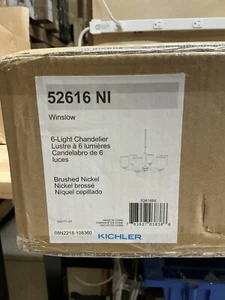 52616 NI
Winslow
6-Light Chandelier
Lustre à 6 lumières
Candelabro de 6
luces
Brushed Nickel
Nickel brossé
Níquel cepillado
52616NI
KICHLER